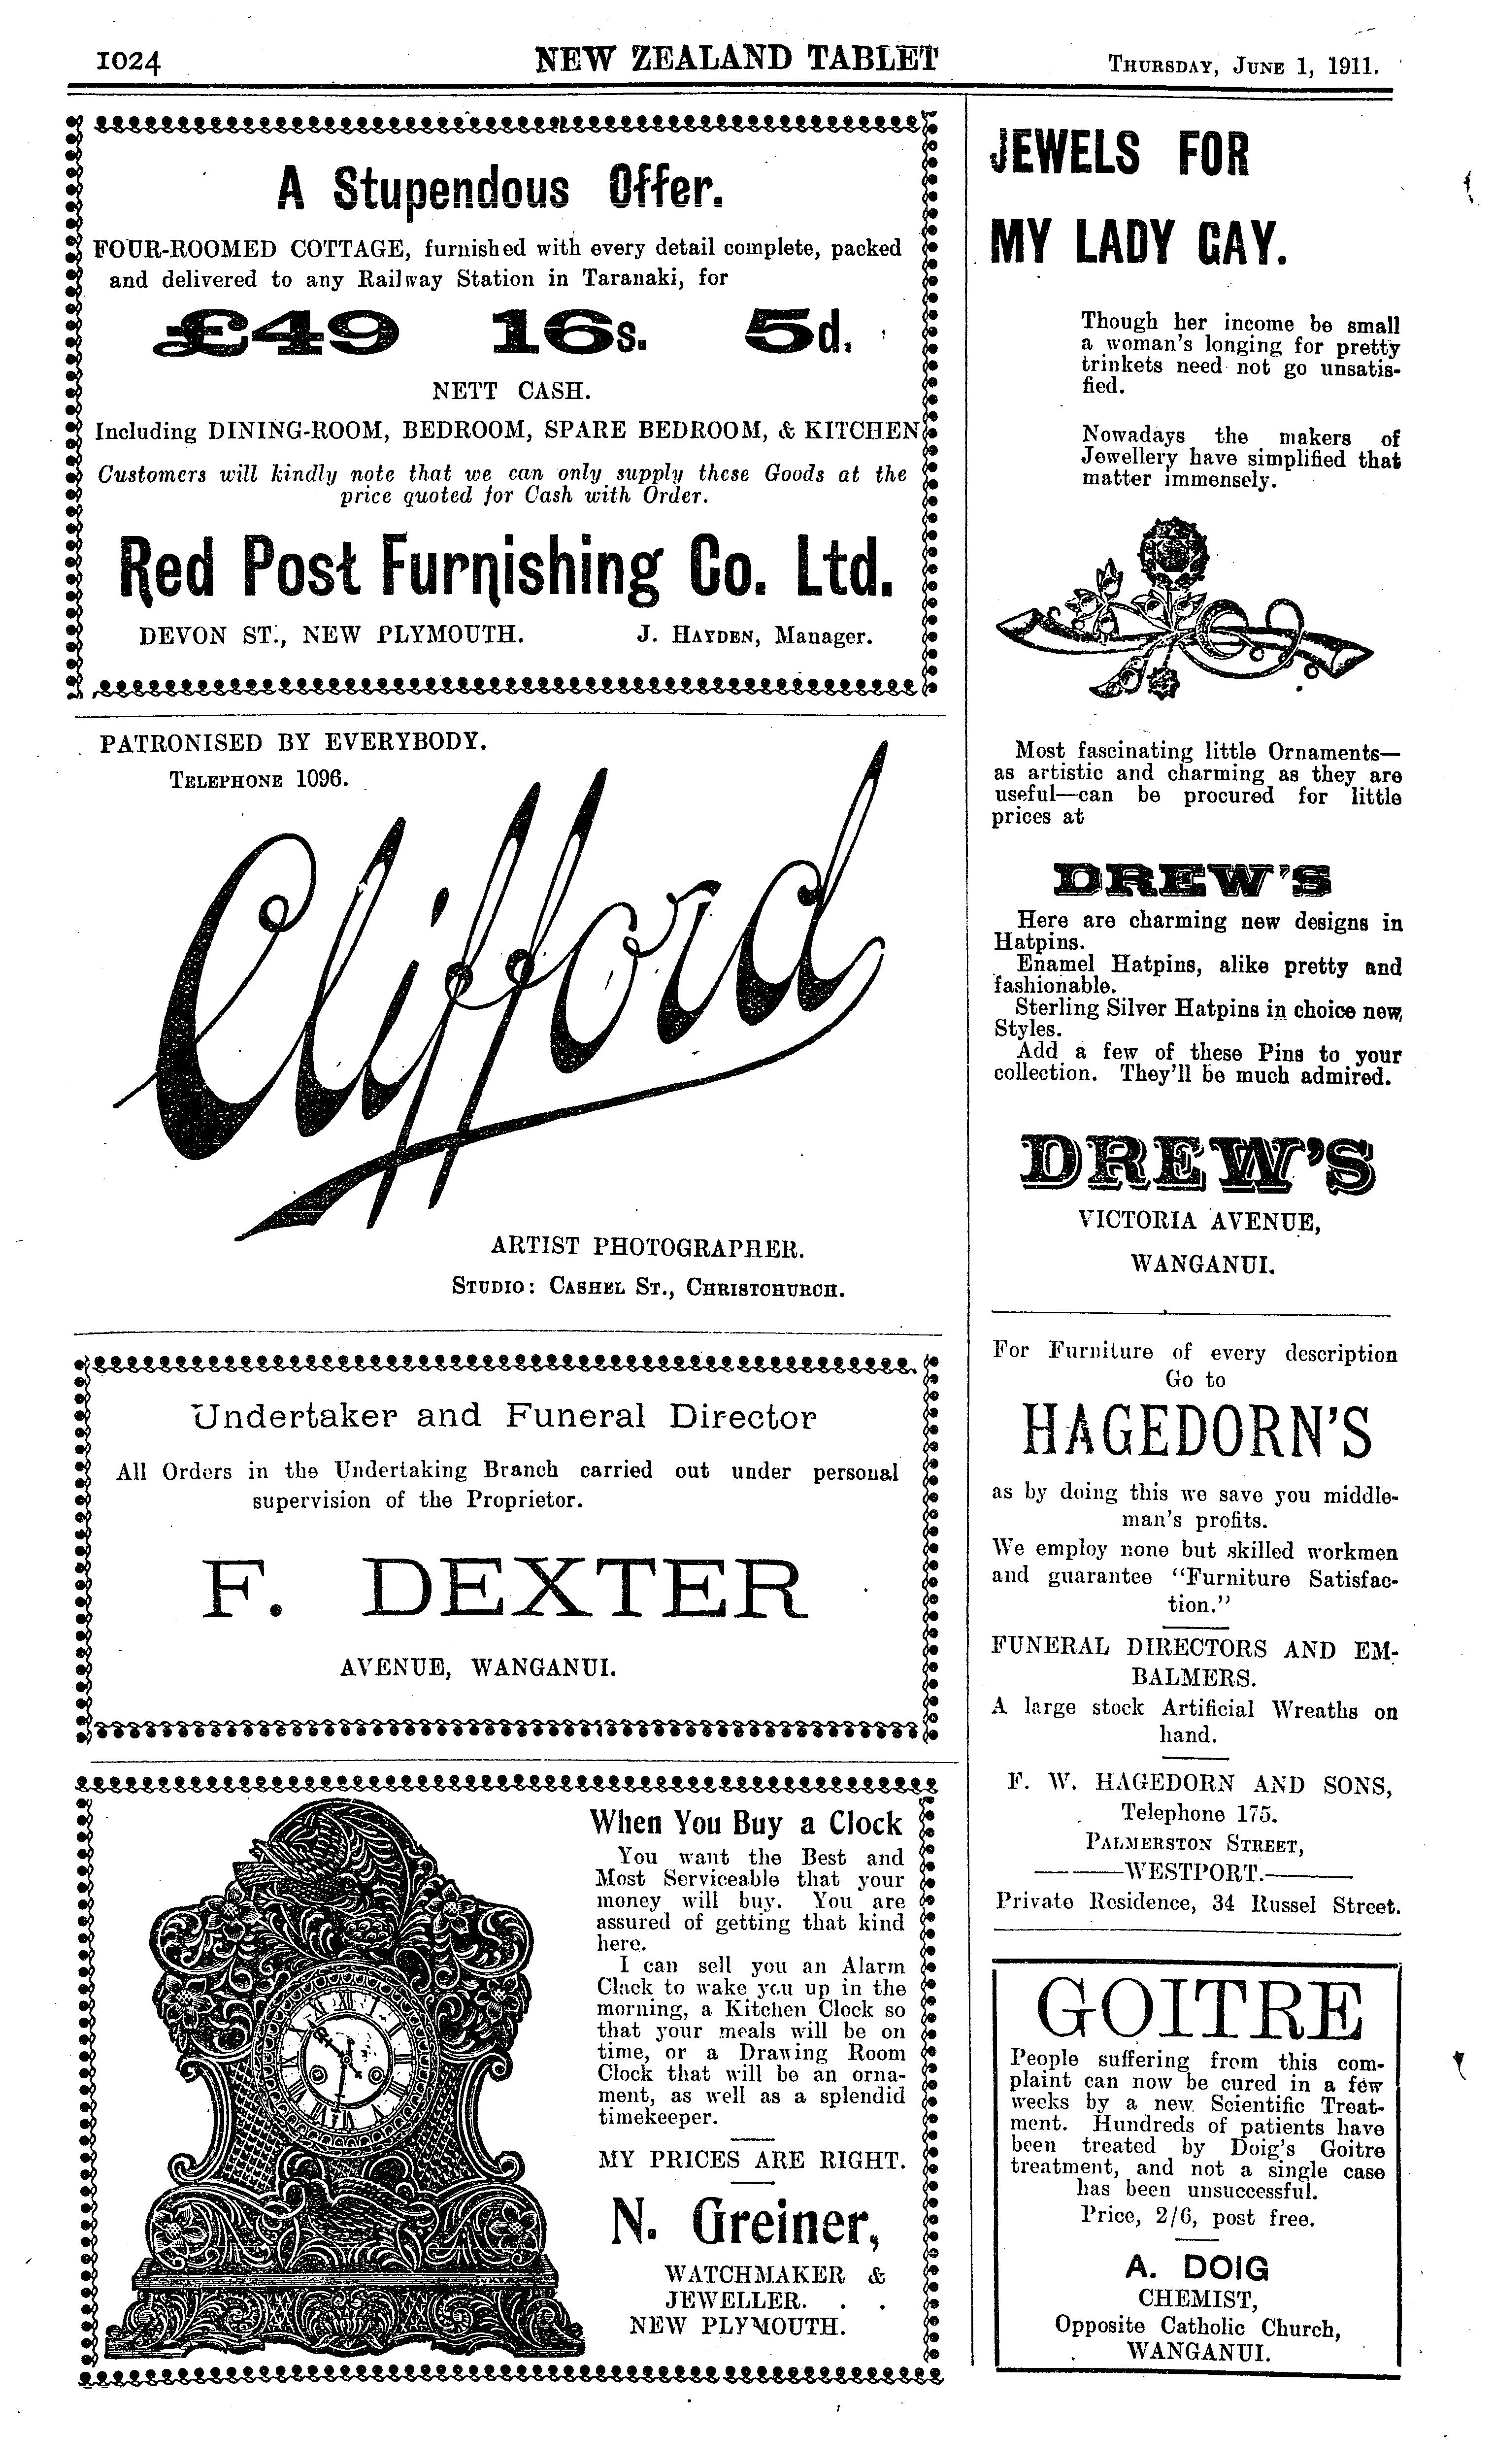 1024
NEW ZEALAND TABLET
THURSDAY, JUNE 1, 1911.
A Stupendous Offer.
FOUR-ROOMED COTTAGE, furnished with every detail complete, packed
and delivered to any Railway Station in Taranaki, for
£49 16s. 5d.
NETT CASH.
Including DINING-ROOM, BEDROOM, SPARE BEDROOM, & KITCHEN
Customers will kindly note that we can only supply these Goods at the
price quoted for Cash with Order.
Red Post Furnishing Co. Ltd.
DEVON ST., NEW PLYMOUTH. J. HAYDEN, Manager.
PATRONISED BY EVERYBODY.
TELEPHONE 1096.
Clifford
ARTIST PHOTOGRAPHER.
STUDIO: CASHEL ST., CHRISTCHURCH.
Undertaker and Funeral Director
All Orders in the Undertaking Branch carried out under personal
supervision of the Proprietor.
F. DEXTER
AVENUE, WANGANUI.
When You Buy a Clock
You want the Best and
Most Serviceable that your
money will buy. You are
assured of getting that kind
here.
I can sell you an Alarm
Clock to wake you up in the
morning, a Kitchen Clock so
that your meals will be on
time, or a Drawing Room
Clock that will be an orna-
ment, as well as a splendid
timekeeper.
MY PRICES ARE RIGHT.
N. Greiner,
WATCHMAKER &
JEWELLER. . .
NEW PLYMOUTH.
JEWELS FOR
MY LADY GAY.
Though her income be small
a woman's longing for pretty
trinkets need not go unsatis-
fied.
Nowadays the makers of
Jewellery have simplified that
matter immensely.
Most fascinating little Ornaments—
as artistic and charming as they are
useful—can be procured for little
prices at
DREW'S
Here are charming new designs in
Hatpins.
Enamel Hatpins, alike pretty and
fashionable.
Sterling Silver Hatpins in choice new
Styles.
Add a few of these Pins to your
collection. They'll be much admired.
DREW'S
VICTORIA AVENUE,
WANGANUI.
For Furniture of every description
Go to
HAGEDORN'S
as by doing this we save you middle-
man's profits.
We employ none but skilled workmen
and guarantee "Furniture Satisfac-
tion."
FUNERAL DIRECTORS AND EM-
BALMERS.
A large stock Artificial Wreaths on
hand.
F. W. HAGEDORN AND SONS,
Telephone 175.
PALMERSTON STREET,
WESTPORT.
Private Residence, 34 Russel Street.
GOITRE
People suffering from this com-
plaint can now be cured in a few
weeks by a new Scientific Treat-
ment. Hundreds of patients have
been treated by Doig's Goitre
treatment, and not a single case
has been unsuccessful.
Price, 2/6, post free.
A. DOIG
CHEMIST,
Opposite Catholic Church,
WANGANUI.